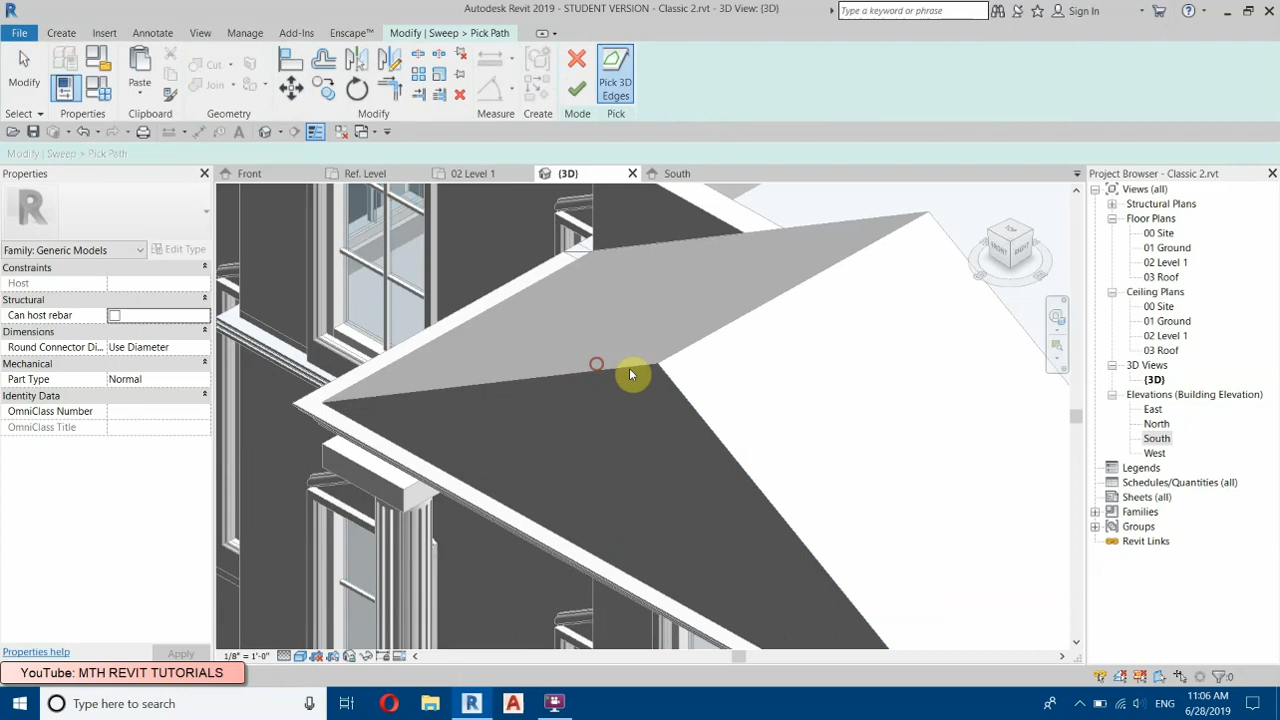 Autodesk Revit 2019 - STUDENT VERSION - Classic 2.rvt - 3D View: {3D}
Type a keyword or phrase
Sign In
File Create Insert Annotate View Manage Add-Ins Enscape™ Modify | Sweep > Pick Path
Modify
Paste
Cut
Join
Pick 3D
Edges
Select Properties Clipboard Geometry Modify Measure Create Mode Pick
Modify | Sweep > Pick Path
Properties
Front
Ref. Level
02 Level 1
{3D}
South
Project Browser - Classic 2.rvt
Family: Generic Models
Edit Type
Constraints
Host
Structural
Can host rebar
Dimensions
Round Connector Di...
Use Diameter
Mechanical
Part Type
Normal
Identity Data
OmniClass Number
OmniClass Title
Properties help
Apply
TOP
FRONT
RIGHT
Views (all)
Structural Plans
Floor Plans
00 Site
01 Ground
02 Level 1
03 Roof
Ceiling Plans
00 Site
01 Ground
02 Level 1
03 Roof
3D Views
{3D}
Elevations (Building Elevation)
East
North
South
West
Legends
Schedules/Quantities (all)
Sheets (all)
Families
Groups
Revit Links
1/8" = 1'-0"
:0
YouTube: MTH REVIT TUTORIALS
Type here to search
ENG
11:06 AM
6/28/2019